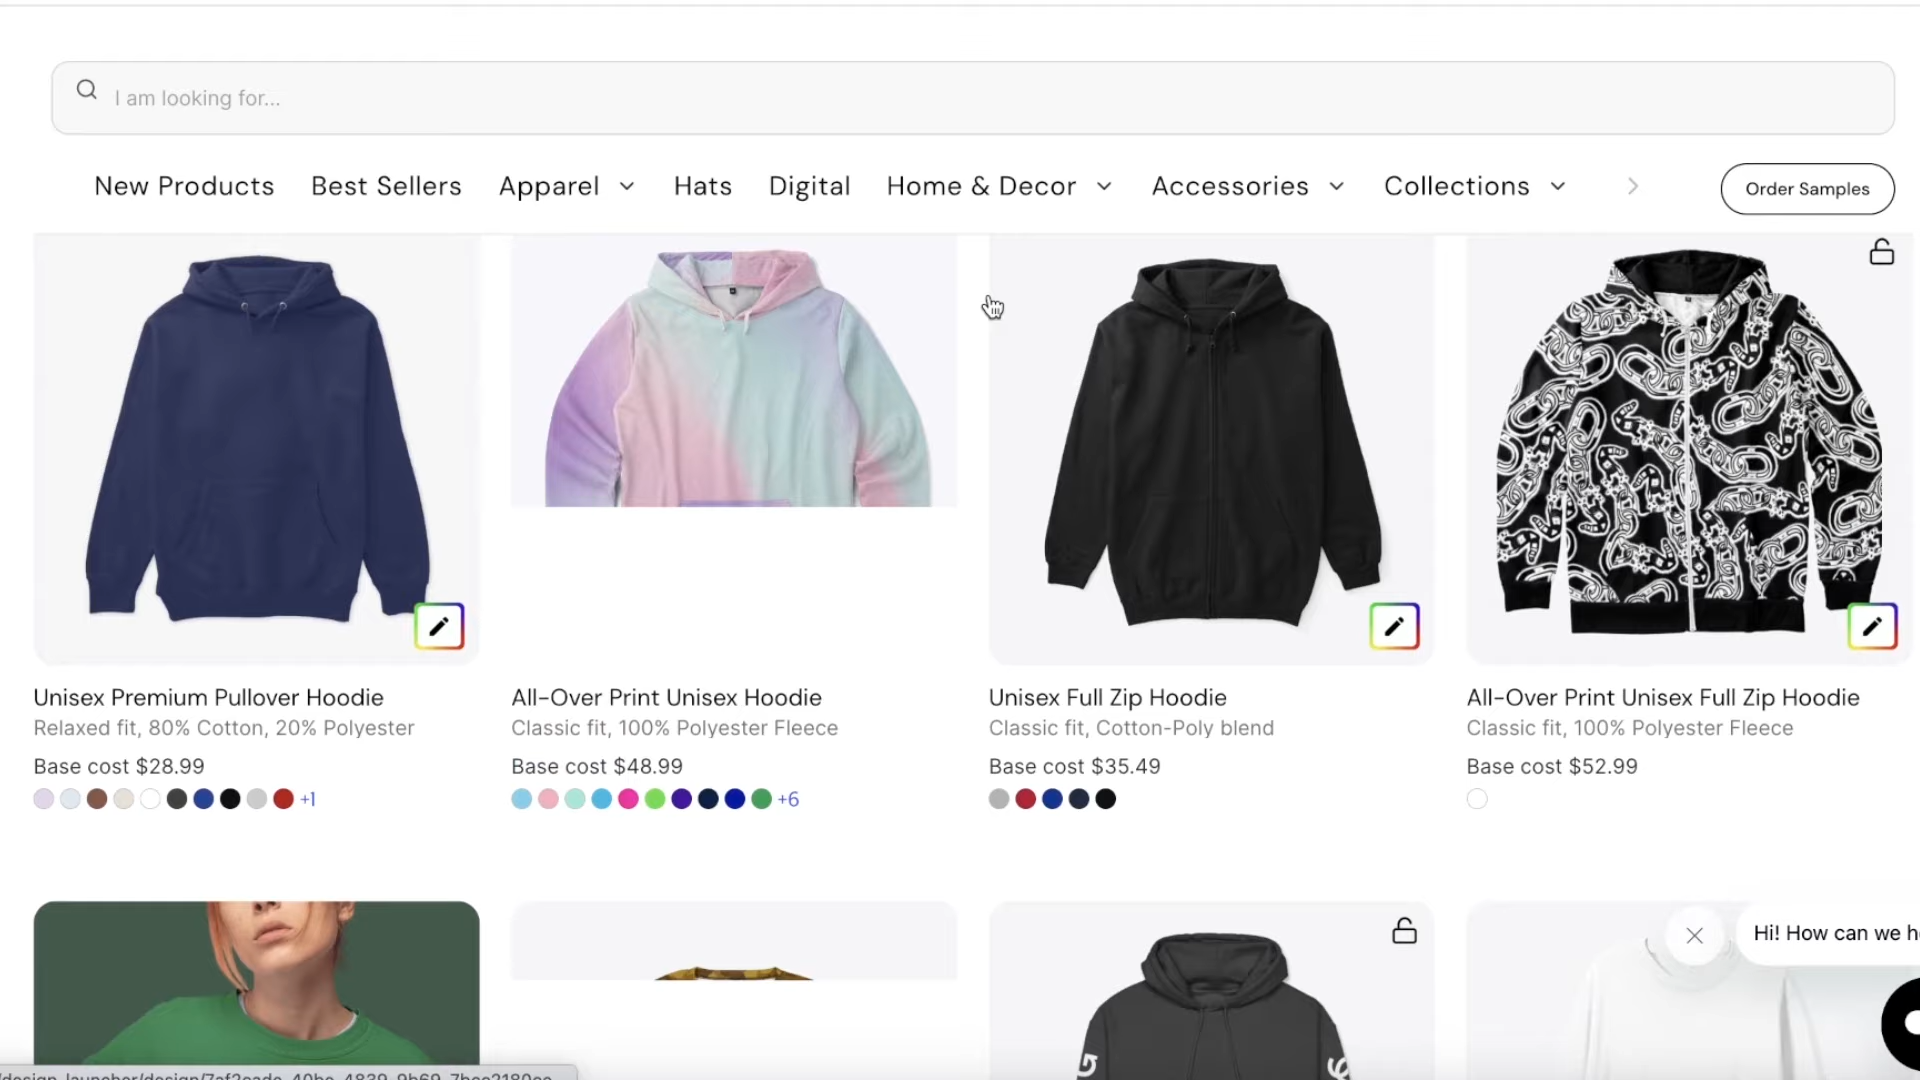 I am looking for...
New Products Best Sellers Apparel Hats Digital Home & Decor Accessories Collections Order Samples
Unisex Premium Pullover Hoodie
Relaxed fit, 80% Cotton, 20% Polyester
Base cost $28.99
+1
All-Over Print Unisex Hoodie
Classic fit, 100% Polyester Fleece
Base cost $48.99
+6
Unisex Full Zip Hoodie
Classic fit, Cotton-Poly blend
Base cost $35.49
All-Over Print Unisex Full Zip Hoodie
Classic fit, 100% Polyester Fleece
Base cost $52.99
Hi! How can we h